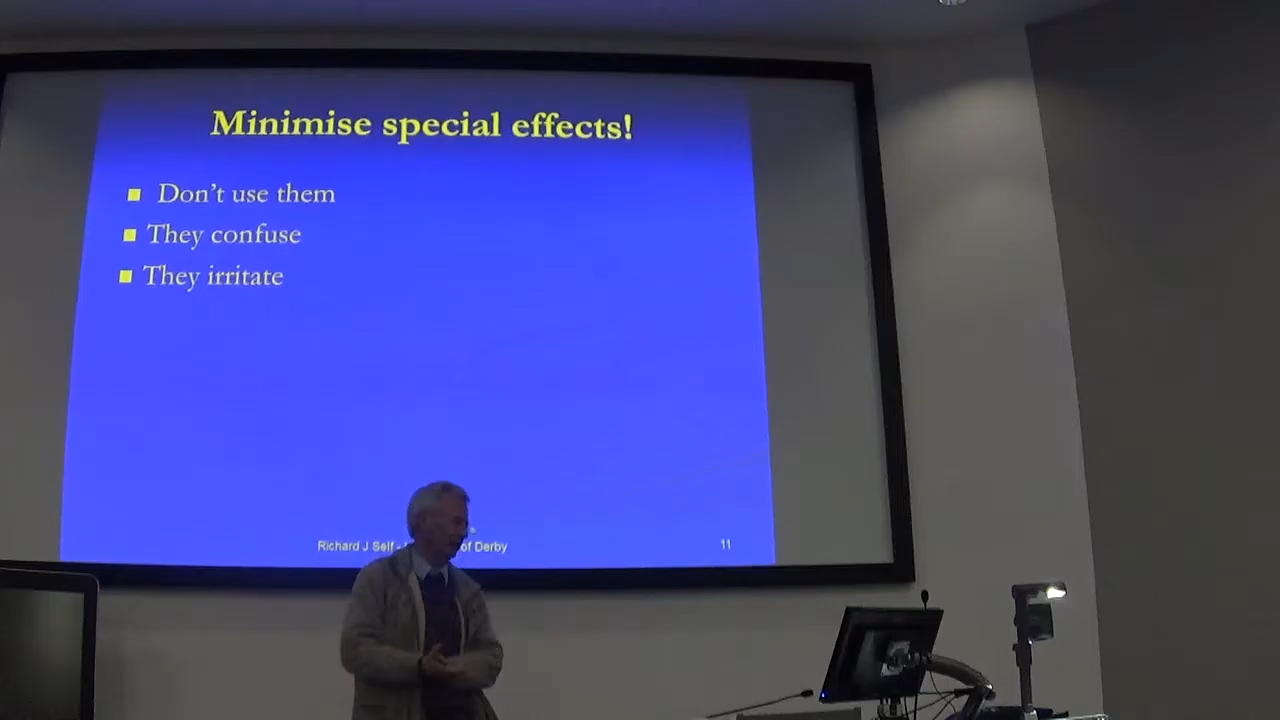 Minimise special effects!
Don't use them
They confuse
They irritate
Richard J Self - of Derby
11